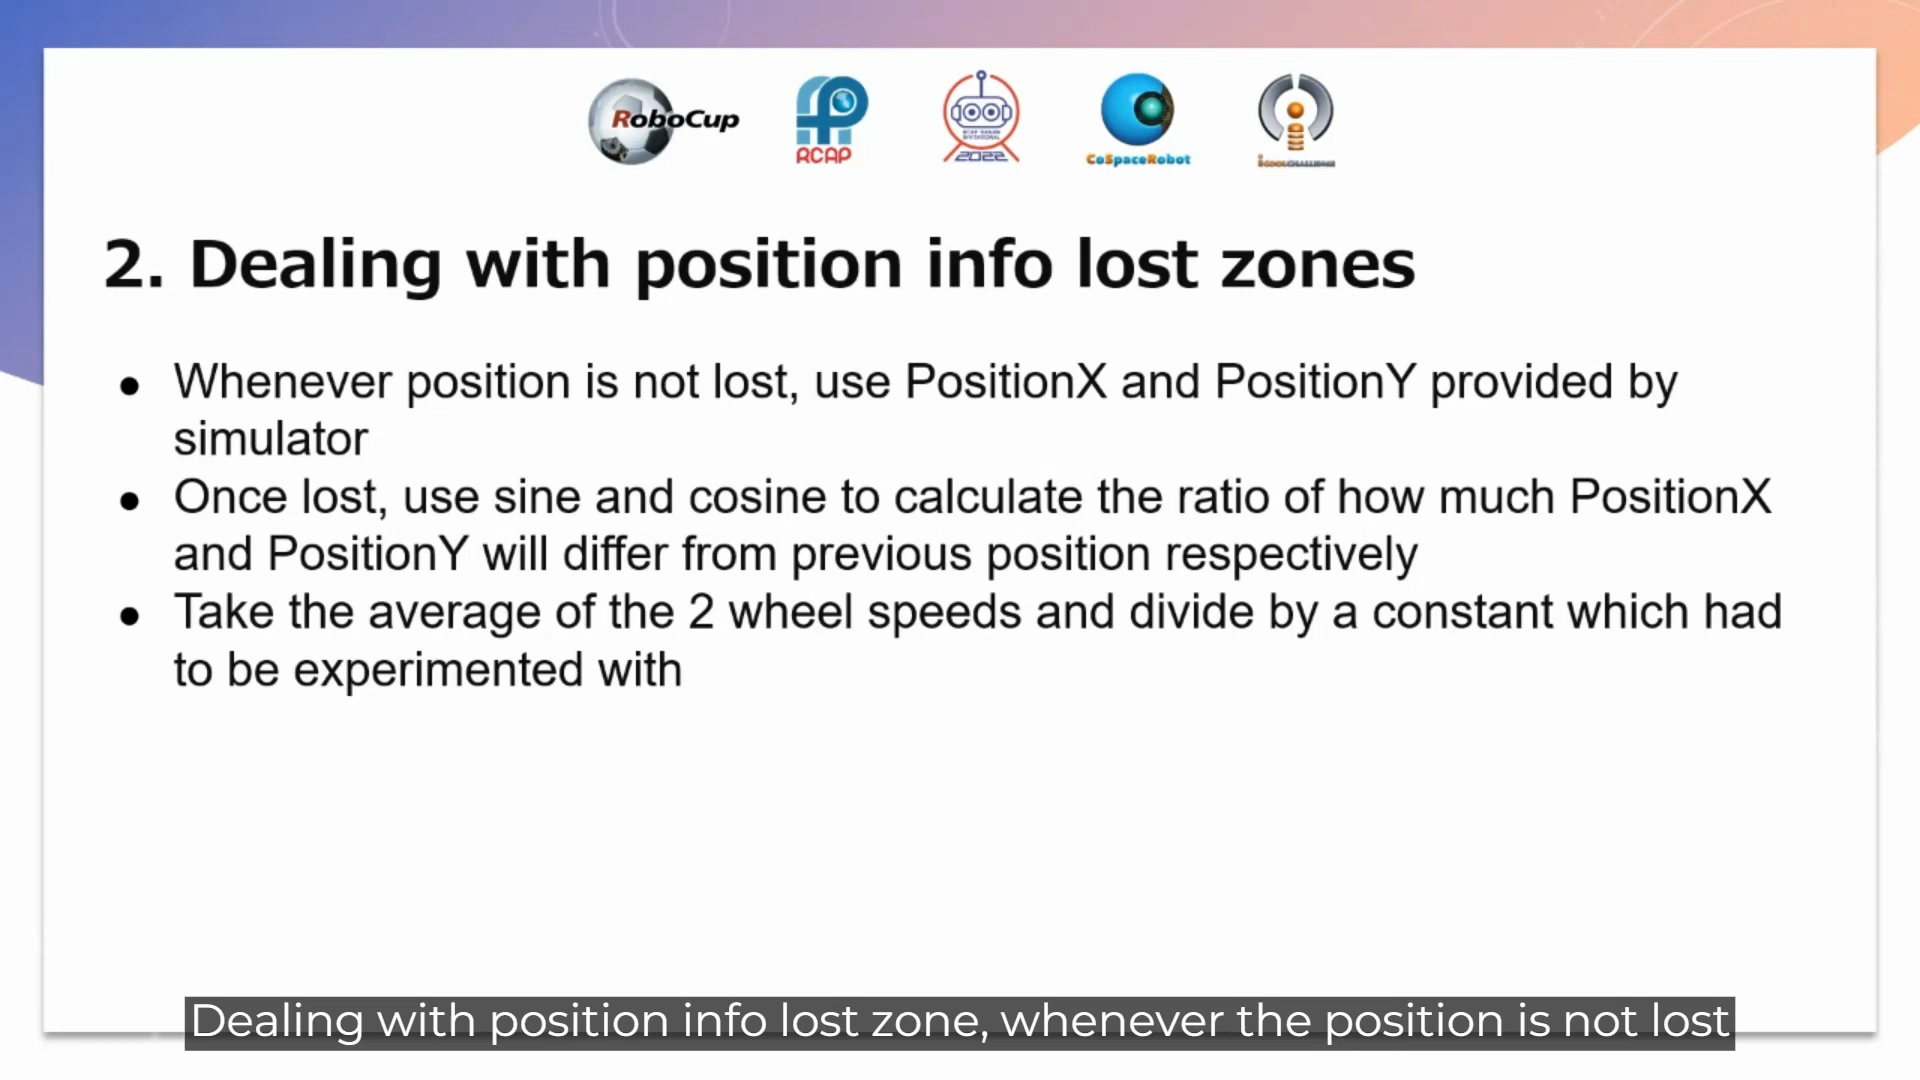 RoboCup
RCAP
2022
CoSpaceRobot
2. Dealing with position info lost zones
● Whenever position is not lost, use PositionX and PositionY provided by
simulator
● Once lost, use sine and cosine to calculate the ratio of how much PositionX
and PositionY will differ from previous position respectively
● Take the average of the 2 wheel speeds and divide by a constant which had
to be experimented with
Dealing with position info lost zone, whenever the position is not lost